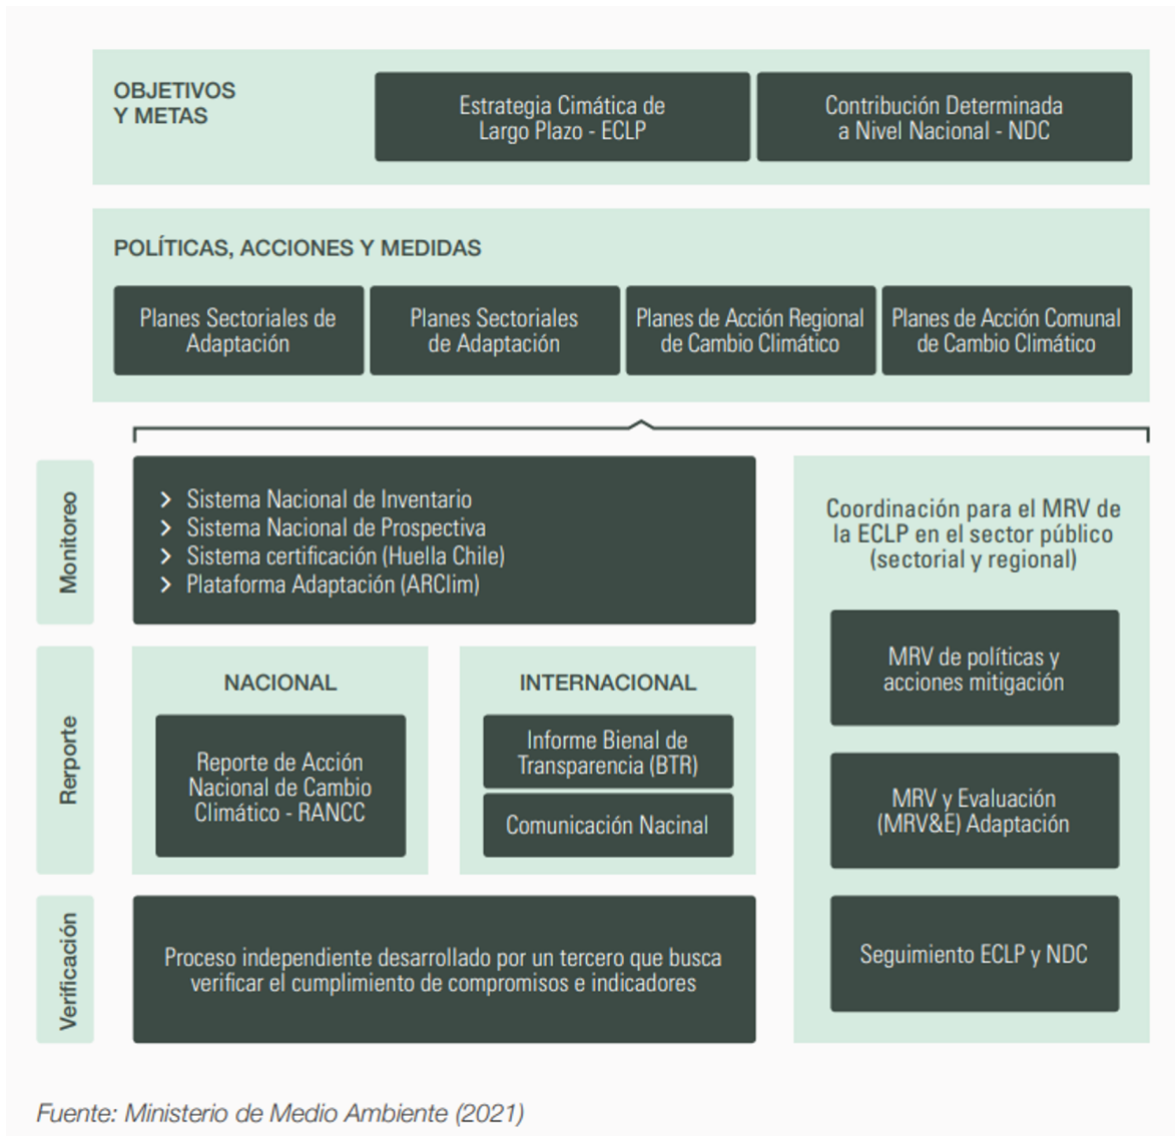 OBJETIVOS
Y METAS
Estrategia Cimática de
Largo Plazo - ECLP
Contribución Determinada
a Nivel Nacional - NDC
POLÍTICAS, ACCIONES Y MEDIDAS
Planes Sectoriales de
Adaptación
Planes Sectoriales
de Adaptación
Planes de Acción Regional
de Cambio Climático
Planes de Acción Comunal
de Cambio Climático
Monitoreo
> Sistema Nacional de Inventario
> Sistema Nacional de Prospectiva
> Sistema certificación (Huella Chile)
> Plataforma Adaptación (ARClim)
Rerporte
NACIONAL
Reporte de Acción
Nacional de Cambio
Climático - RANCC
INTERNACIONAL
Informe Bienal de
Transparencia (BTR)
Comunicación Nacinal
Verificación
Proceso independiente desarrollado por un tercero que busca
verificar el cumplimiento de compromisos e indicadores
Coordinación para el MRV de
la ECLP en el sector público
(sectorial y regional)
MRV de políticas y
acciones mitigación
MRV y Evaluación
(MRV&E) Adaptación
Seguimiento ECLP y NDC
Fuente: Ministerio de Medio Ambiente (2021)